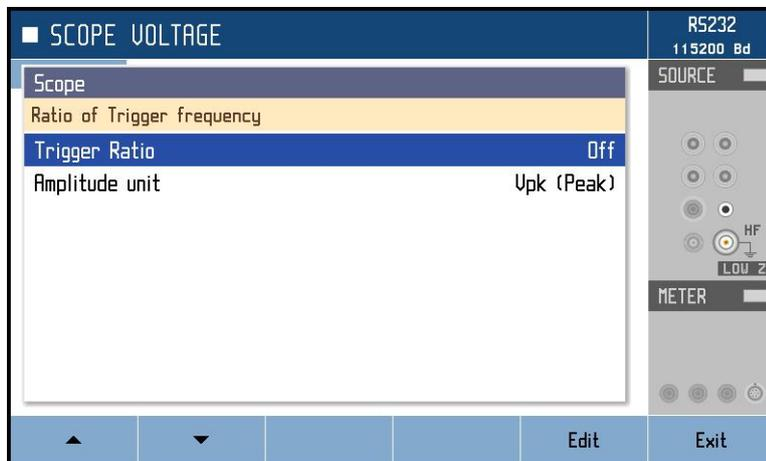 SCOPE VOLTAGE
RS232
115200 Bd
SOURCE
Scope
Ratio of Trigger frequency
Trigger Ratio Off
Amplitude unit Vpk (Peak)
HF
LOW Z
METER
Edit Exit